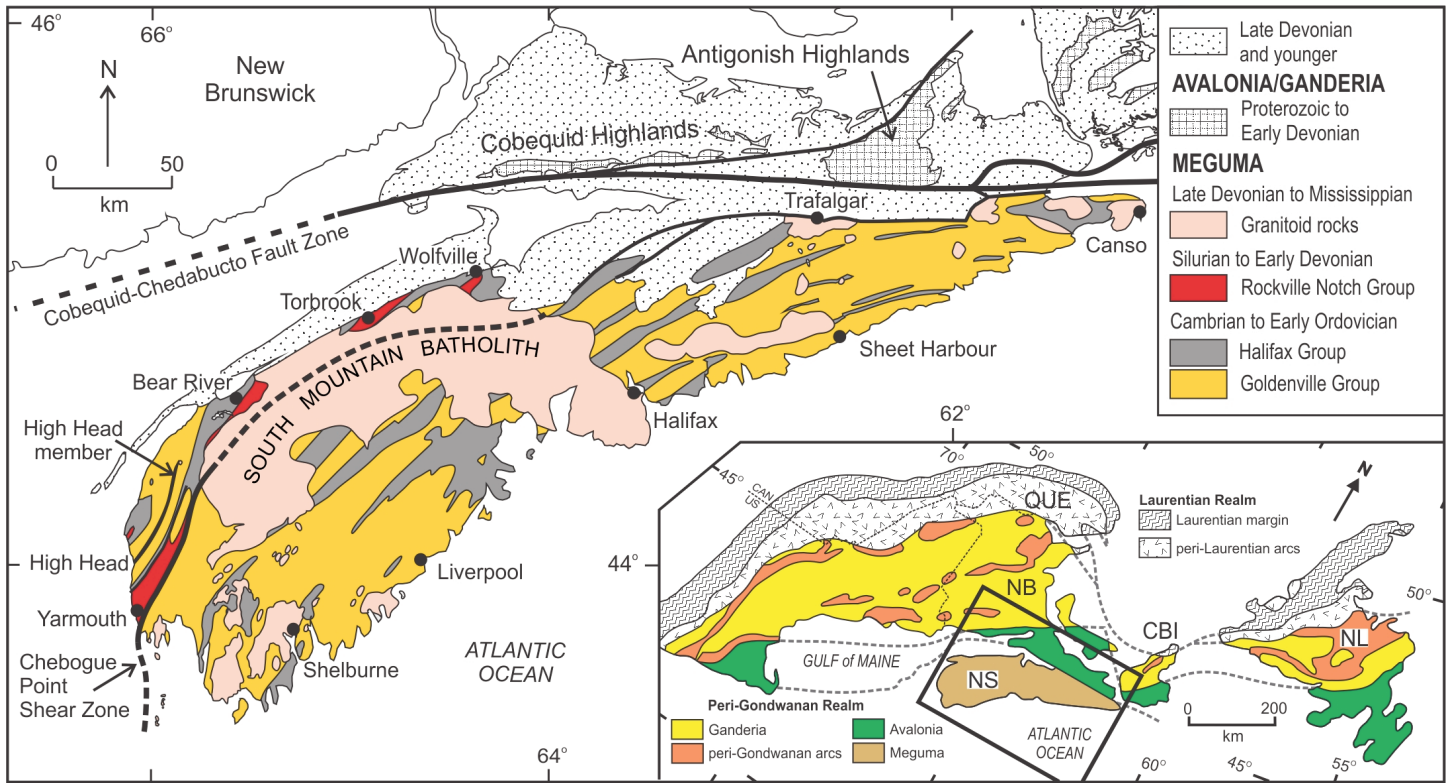 46°
66°
N
0
50
km
New
Brunswick
Antigonish Highlands
Cobequid Highlands
Trafalgar
Canso
Cobequid-Chedabucto Fault Zone
Wolfville
Torbrook
SOUTH MOUNTAIN BATHOLITH
Bear River
Sheet Harbour
Halifax
High Head
member
High Head
Liverpool
Yarmouth
Shelburne
Chebogue
Point
Shear Zone
ATLANTIC
OCEAN
62°
44°
64°
Late Devonian
and younger
AVALONIA/GANDERIA
Proterozoic to
Early Devonian
MEGUMA
Late Devonian to Mississippian
Granitoid rocks
Silurian to Early Devonian
Rockville Notch Group
Cambrian to Early Ordovician
Halifax Group
Goldenville Group
45°
CAN
US
70°
50°
QUE
Laurentian Realm
Laurentian margin
peri-Laurentian arcs
N
50°
NB
CBI
NL
GULF of MAINE
NS
0
200
km
Peri-Gondwanan Realm
Ganderia
Avalonia
peri-Gondwanan arcs
Meguma
ATLANTIC
OCEAN
60°
45°
55°